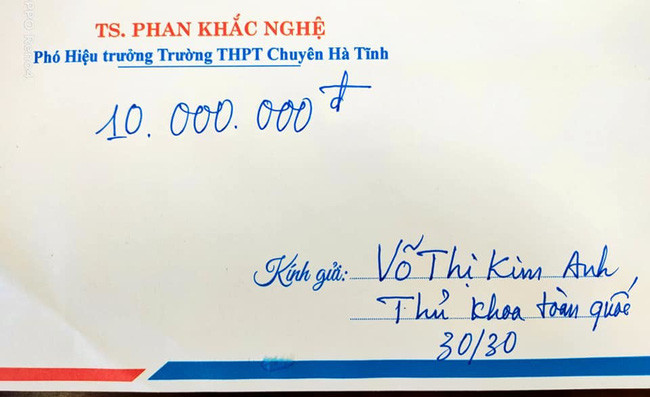 TS. PHAN KHẮC NGHỆ
Phó Hiệu trưởng Trường THPT Chuyên Hà Tĩnh
10.000.000đ
Kính gửi: Võ Thị Kim Anh,
Thủ khoa toàn quốc
30/30